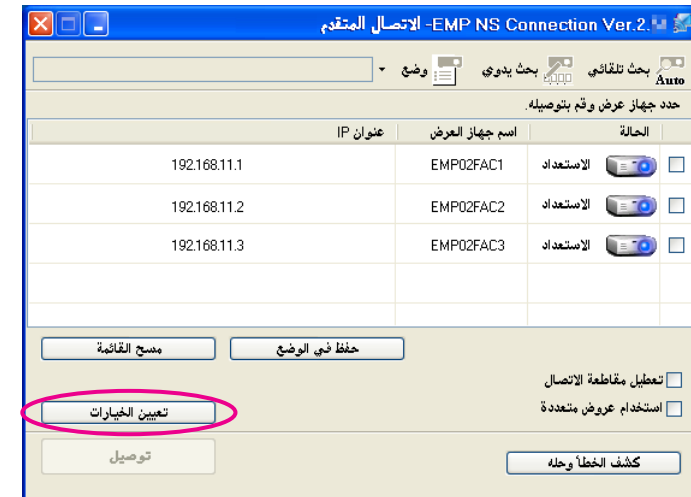 EMP NS Connection Ver.2. -الاتصال المتقدم
Auto بحث تلقائي بحث يدوي وضع
حدد جهاز عرض وقم بتوصيله.
الحالة اسم جهاز العرض عنوان IP
الاستعداد EMP02FAC1 192.168.11.1
الاستعداد EMP02FAC2 192.168.11.2
الاستعداد EMP02FAC3 192.168.11.3
حفظ في الوضع مسح القائمة
تعطيل مقاطعة الاتصال
استخدام عروض متعددة تعيين الخيارات
كشف الخطأ وحله توصيل